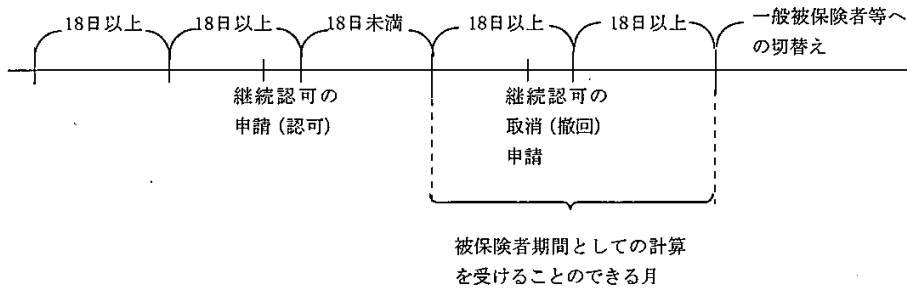 18日以上
18日以上
18日未満
18日以上
18日以上
一般被保険者等へ
の切替え
継続認可の
申請(認可)
継続認可の
取消(撤回)
申請
被保険者期間としての計算
を受けることのできる月